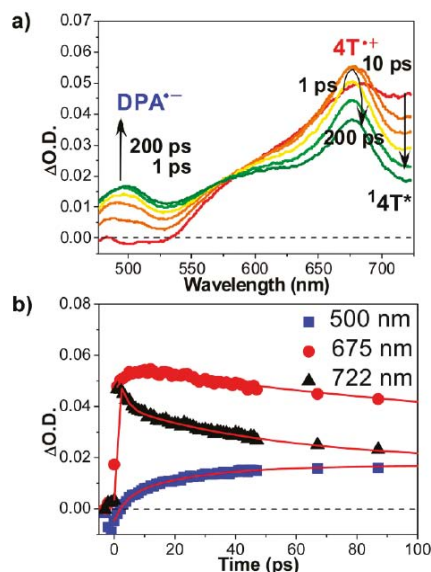 a)
4T•+
10 ps
1 ps
DPA•−
200 ps
200 ps
1 ps
¹4T*
ΔO.D.
0.06
0.05
0.04
0.03
0.02
0.01
0.00
500 550 600 650 700
Wavelength (nm)
b)
500 nm
675 nm
722 nm
ΔO.D.
0.08
0.06
0.04
0.02
0.00
0 20 40 60 80 100
Time (ps)